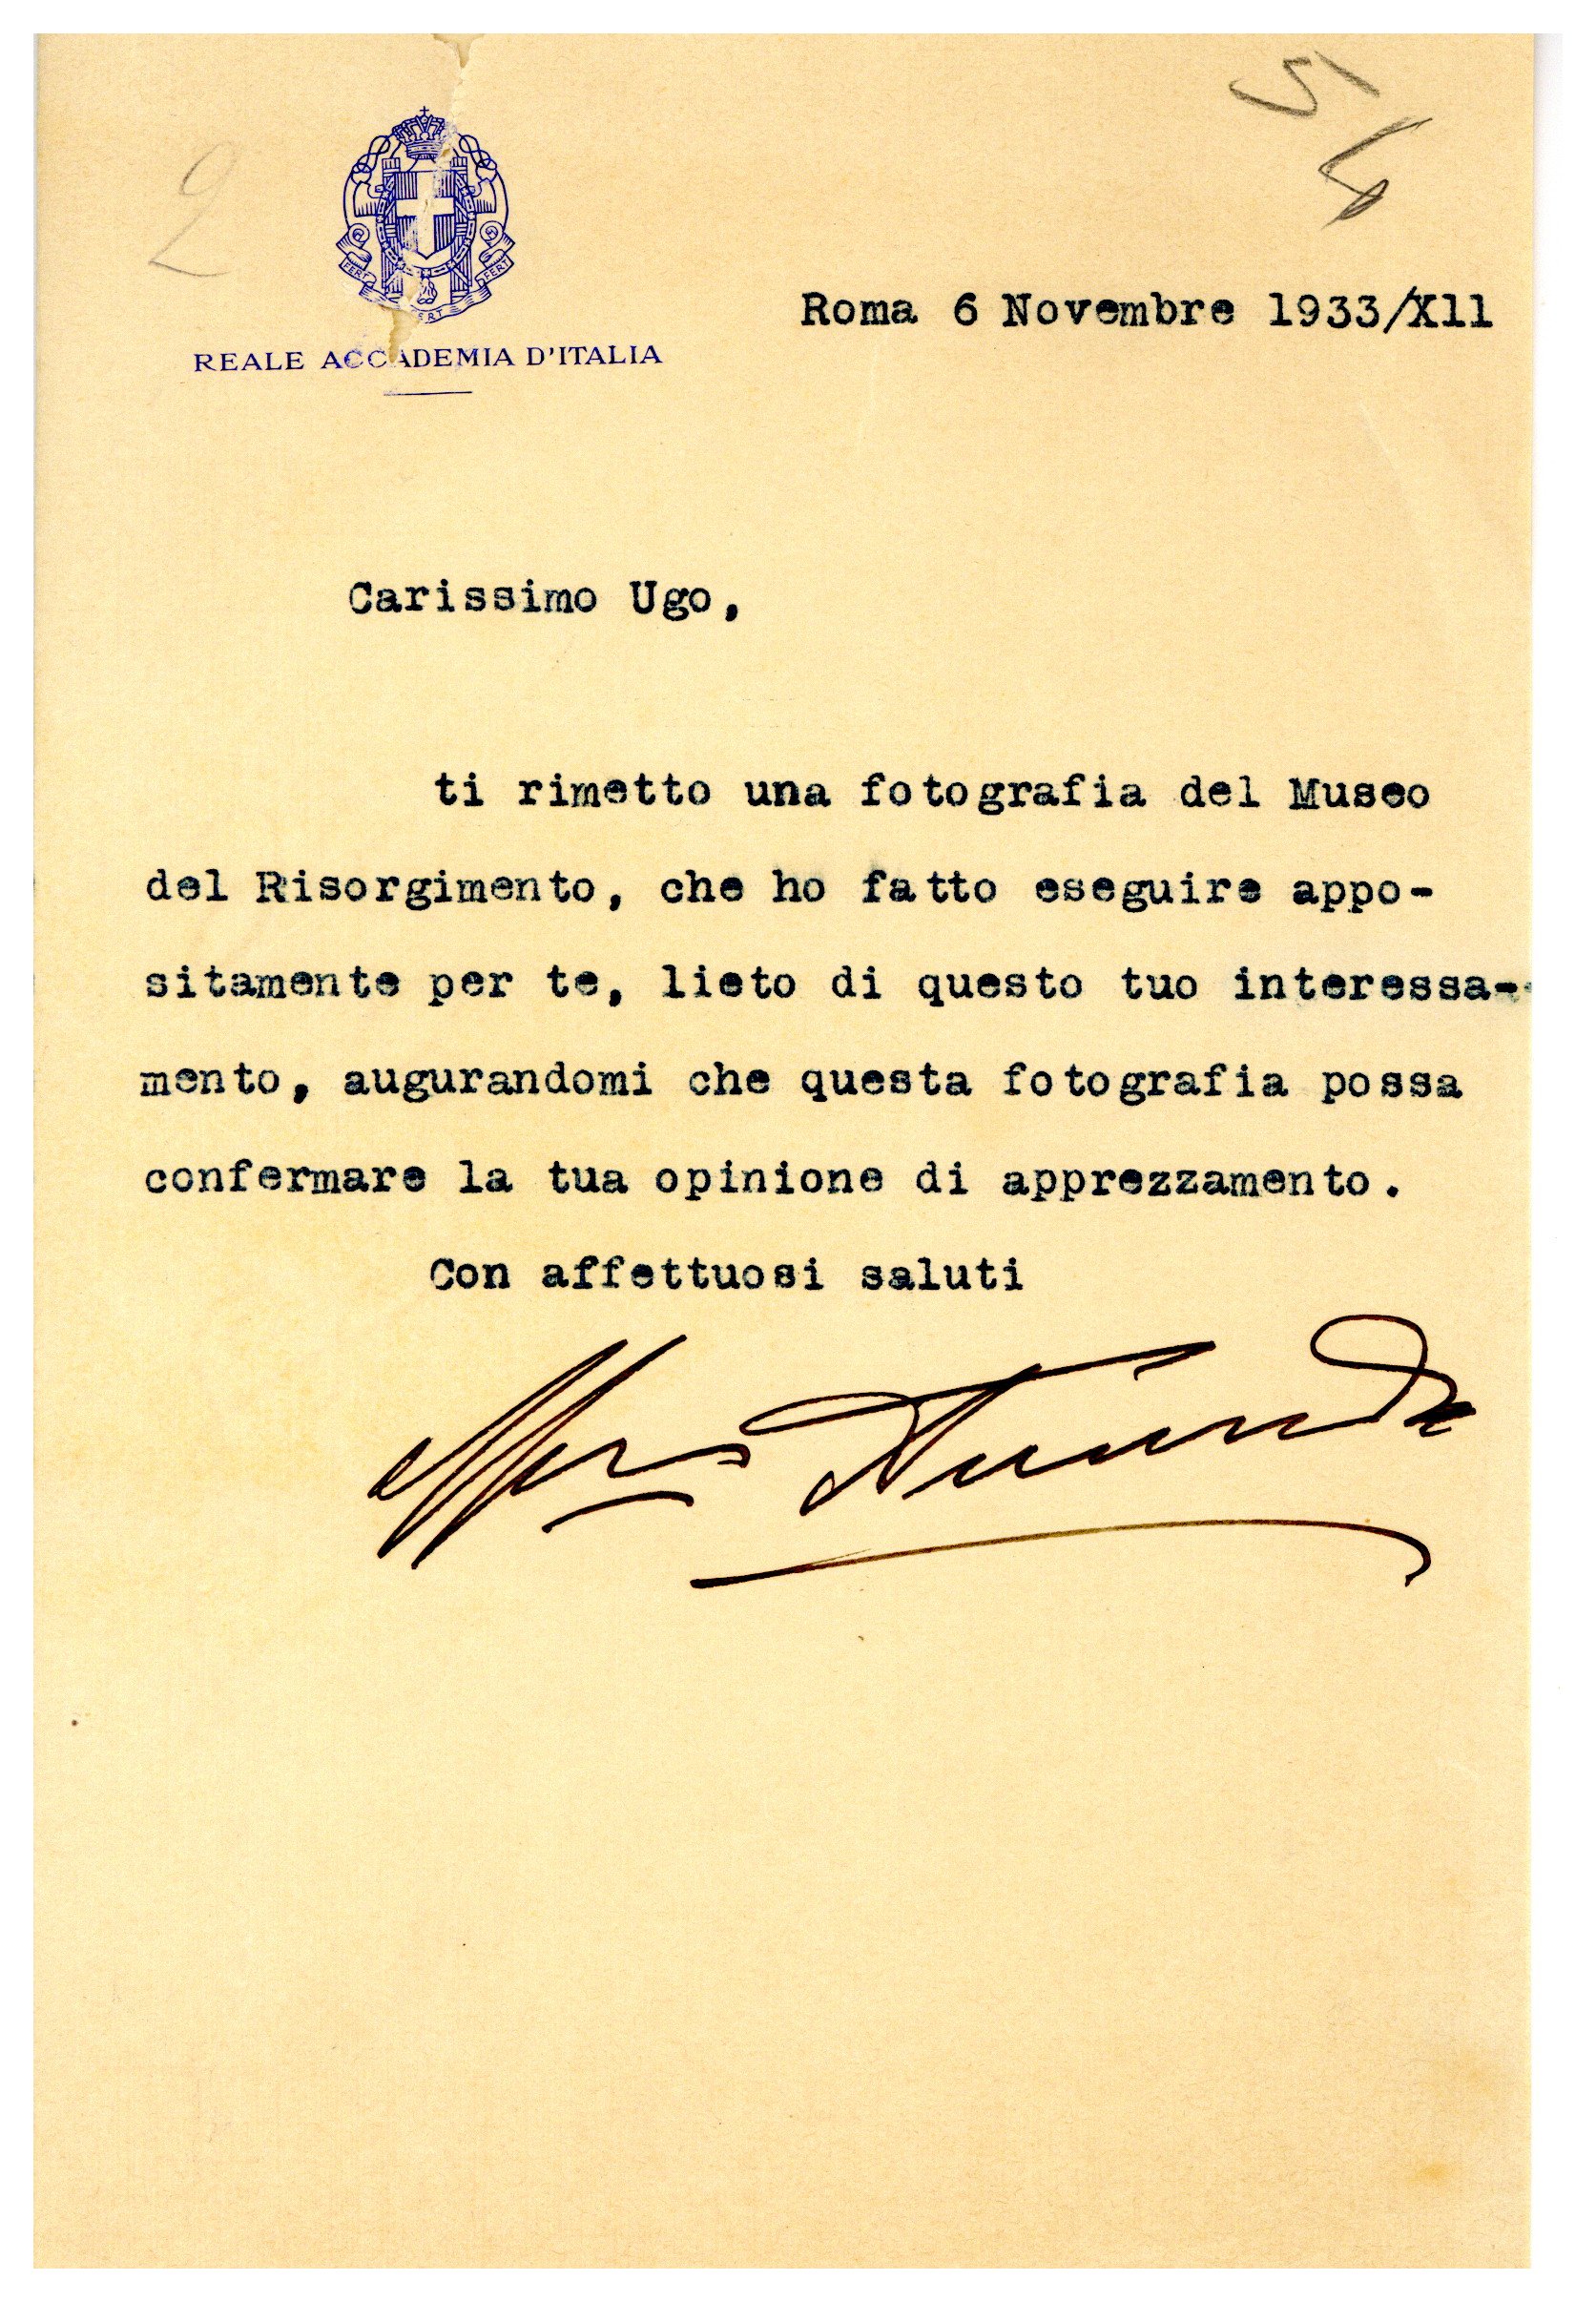 2
51
REALE ACCADEMIA D'ITALIA
Roma 6 Novembre 1933/X11
Carissimo Ugo,
ti rimetto una fotografia del Museo
del Risorgimento, che ho fatto eseguire appo-
sitamente per te, lieto di questo tuo interessa-
mento, augurandomi che questa fotografia possa
confermare la tua opinione di apprezzamento.
Con affettuosi saluti